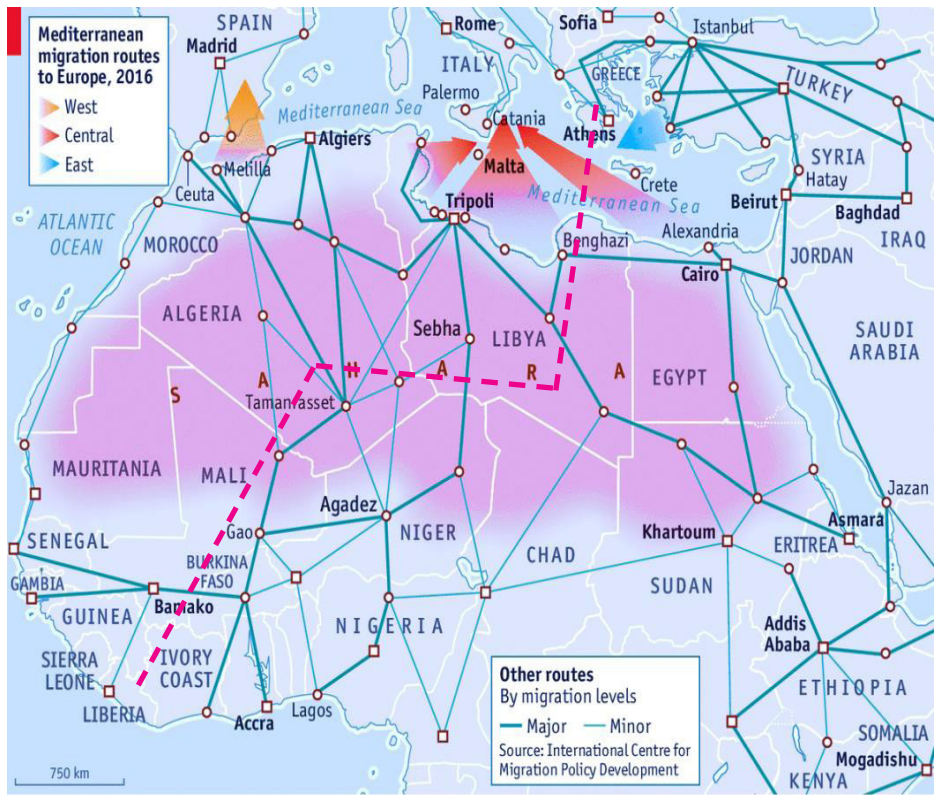 Mediterranean
migration routes
to Europe, 2016
West
Central
East
SPAIN
Madrid
Rome
ITALY
Palermo
Catania
Malta
Sofia
Istanbul
GREECE
Athens
TURKEY
Crete
Mediterranean Sea
Mediterranean Sea
Algiers
Melilla
Ceuta
ATLANTIC
OCEAN
MOROCCO
Tripoli
Benghazi
Alexandria
Cairo
SYRIA
Hatay
Beirut
Baghdad
IRAQ
JORDAN
SAUDI
ARABIA
ALGERIA
Sebha
LIBYA
EGYPT
S A H A R A
Tamanrasset
MAURITANIA
MALI
Agadez
NIGER
Gao
BURKINA
FASO
SENEGAL
GAMBIA
GUINEA
Bamako
SIERRA
LEONE
LIBERIA
IVORY
COAST
Accra
Lagos
NIGERIA
CHAD
Khartoum
SUDAN
ERITREA
Asmara
Jazan
Addis
Ababa
ETHIOPIA
SOMALIA
Mogadishu
KENYA
Other routes
By migration levels
Major
Minor
Source: International Centre for
Migration Policy Development
750 km